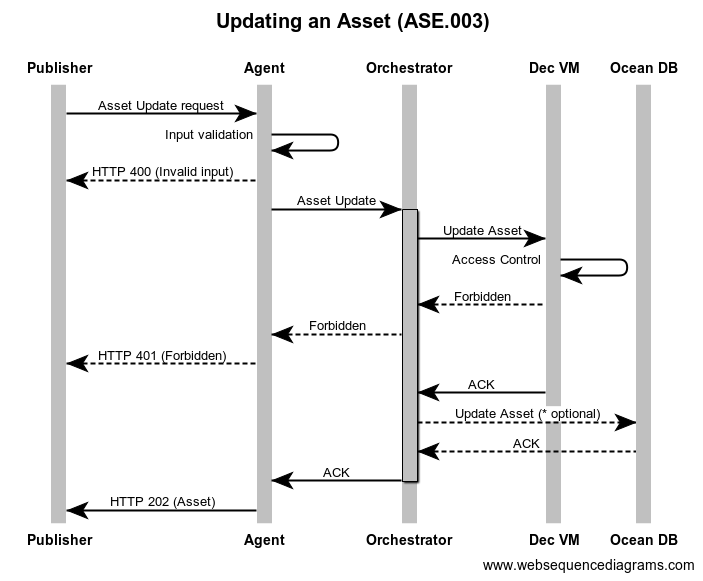 Updating an Asset (ASE.003)
Publisher Agent Orchestrator Dec VM Ocean DB
Asset Update request
Input validation
HTTP 400 (Invalid input)
Asset Update
Update Asset
Access Control
Forbidden
Forbidden
HTTP 401 (Forbidden)
ACK
Update Asset (* optional)
ACK
ACK
HTTP 202 (Asset)
Publisher Agent Orchestrator Dec VM Ocean DB
www.websequencediagrams.com